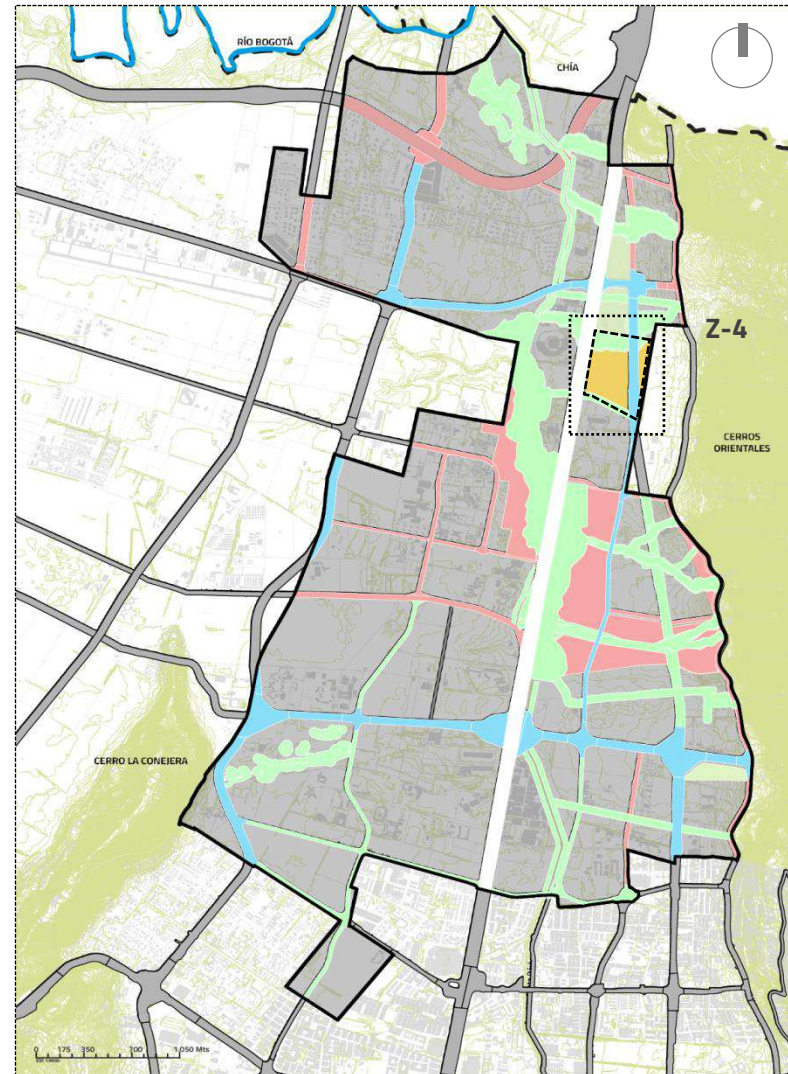 RÍO BOGOTÁ
CHÍA
Z-4
CERROS
ORIENTALES
CERRO LA CONEJERA
0 175 350 700 1.050 Mts